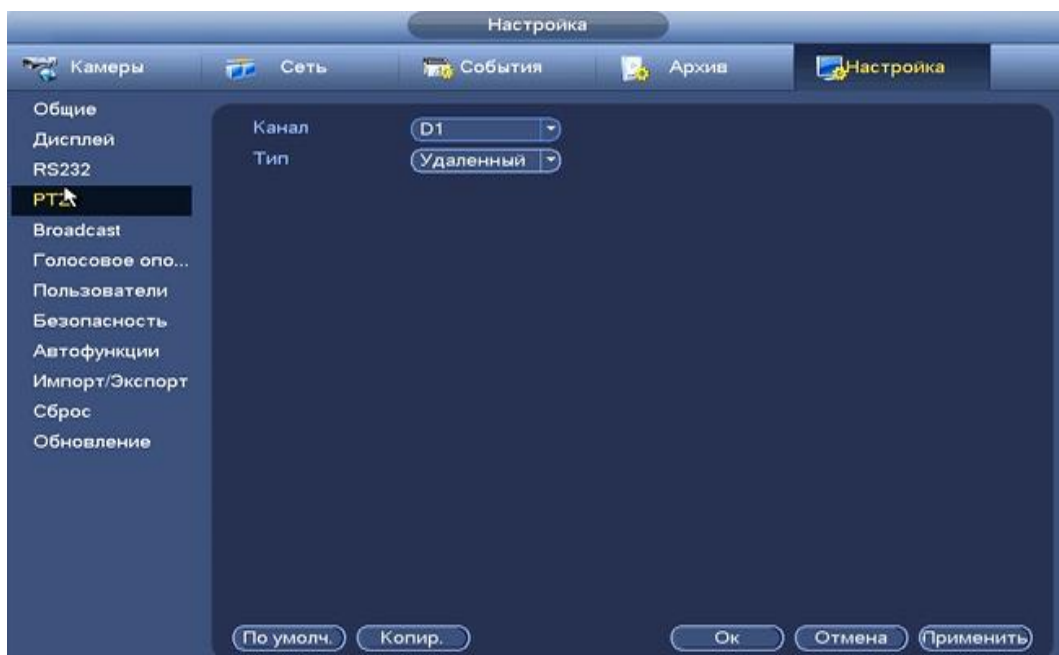 Настройка
Камеры Сеть События Архив Настройка
Общие
Дисплей
RS232
PTZ
Broadcast
Голосовое опо...
Пользователи
Безопасность
Автофункции
Импорт/Экспорт
Сброс
Обновление
Канал D1
Тип Удаленный
По умолч. Копир. Ок Отмена Применить